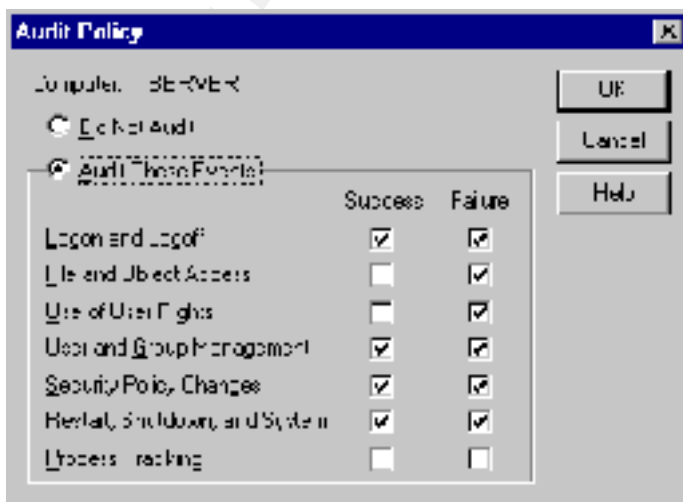 Audit Policy
Computer: SERVER
OK
Do Not Audit
Cancel
Audit These Events
Help
Success Failure
Logon and Logoff
File and Object Access
Use of User Rights
User and Group Management
Security Policy Changes
Restart, Shutdown, and System
Process Tracking